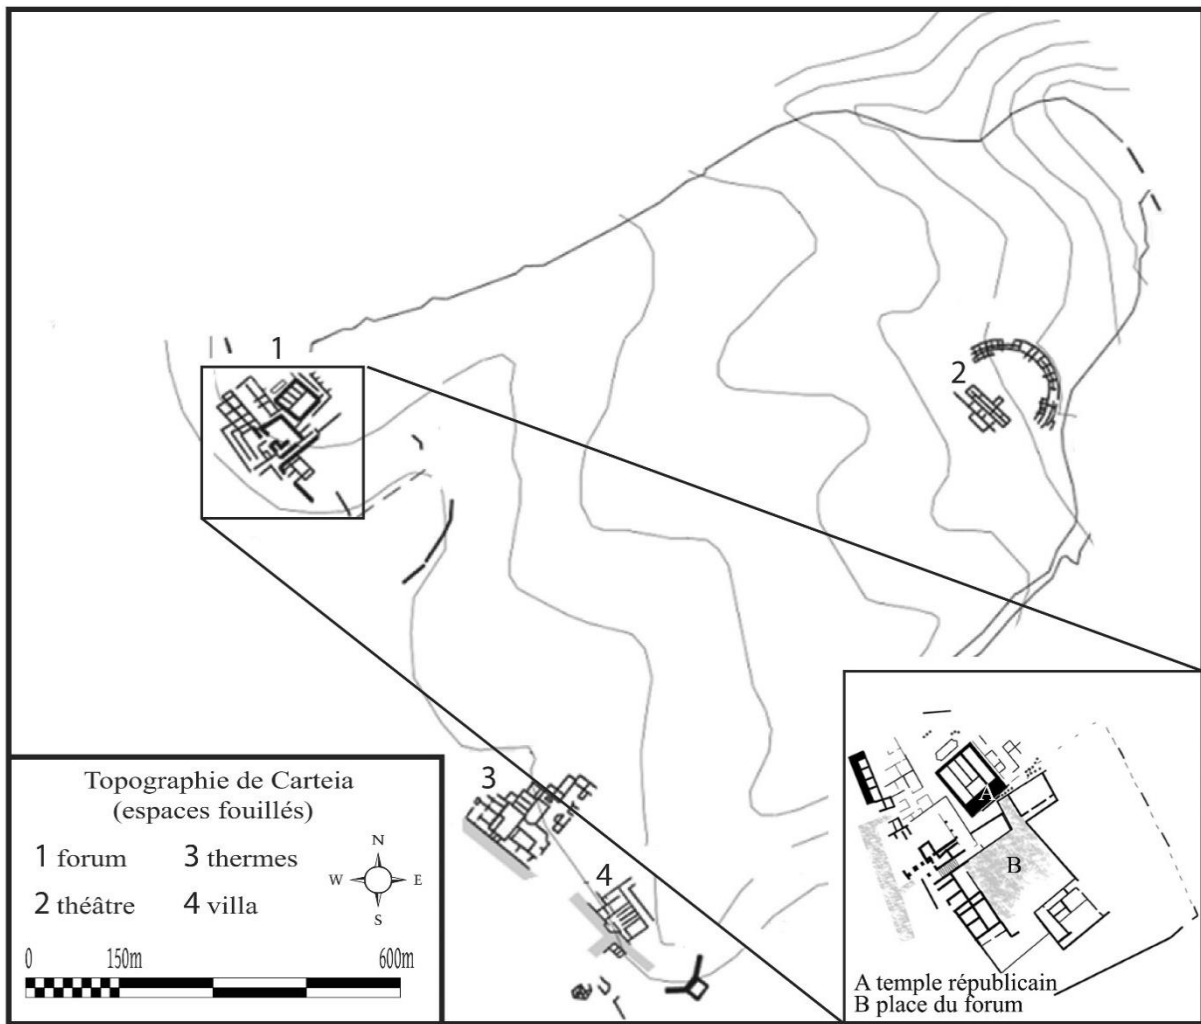 1
2
3
4
Topographie de Carteia
(espaces fouillés)
1 forum
3 thermes
2 théâtre
4 villa
N
W
E
S
0
150m
600m
A
B
A temple républicain
B place du forum